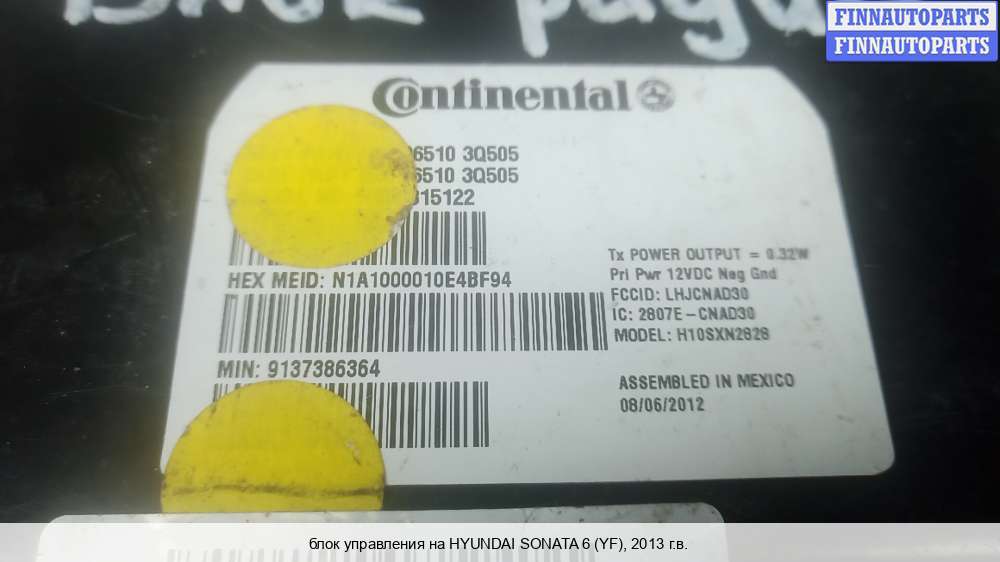 Блок ради
FINNAUTOPARTS
FINNAUTOPARTS
Continental
6510 3Q505
6510 3Q505
15122
HEX MEID: N1A1000010E4BF94
MIN: 9137386364
Tx POWER OUTPUT = 0.32W
Pri Pwr 12VDC Neg Gnd
FCCID: LHJCNAD30
IC: 2807E-CNAD30
MODEL: H10SXN2828
ASSEMBLED IN MEXICO
08/06/2012
блок управления на HYUNDAI SONATA 6 (YF), 2013 г.в.